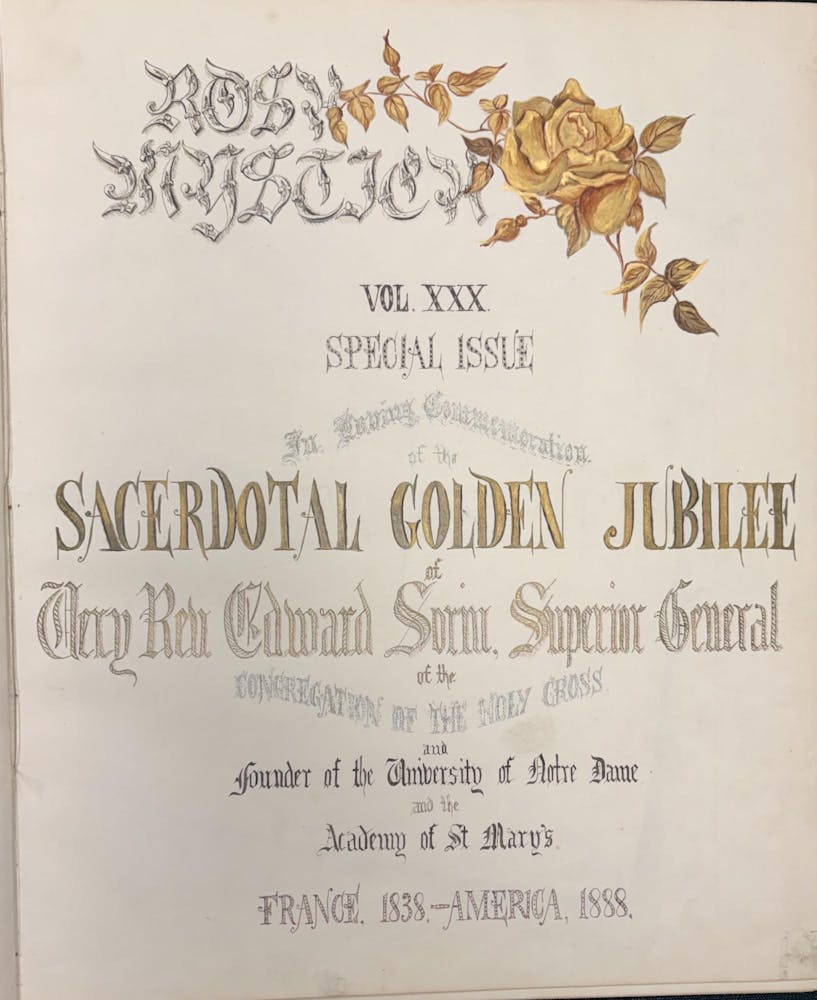 ROSA
MYSTICA
VOL. XXX.
SPECIAL ISSUE
In Loving Commemoration
of the
SACERDOTAL GOLDEN JUBILEE
of
Very Rev Edward Sorin, Superior General
of the
CONGREGATION OF THE HOLY CROSS
and
Founder of the University of Notre Dame
and the
Academy of St Mary's
FRANCE, 1838.—AMERICA, 1888.